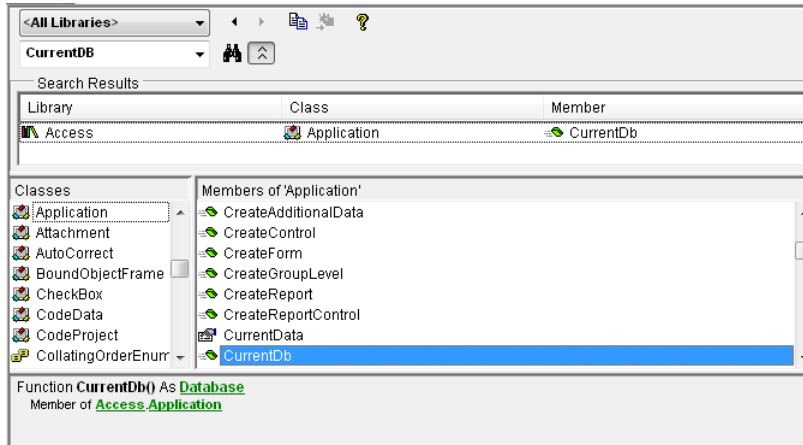 <All Libraries>
CurrentDB
Search Results
Library Class Member
Access Application CurrentDb
Classes Members of 'Application'
Application CreateAdditionalData
Attachment CreateControl
AutoCorrect CreateForm
BoundObjectFrame CreateGroupLevel
CheckBox CreateReport
CodeData CreateReportControl
CodeProject CurrentData
CollatingOrderEnum CurrentDb
Function CurrentDb() As Database
Member of Access.Application